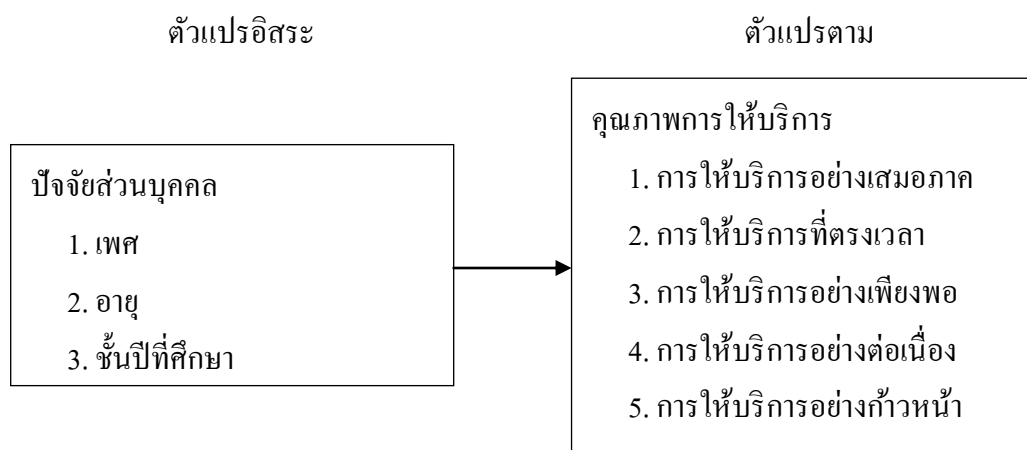 ตัวแปรอิสระ
ตัวแปรตาม
ปัจจัยส่วนบุคคล
1. เพศ
2. อายุ
3. ชั้นปีที่ศึกษา
คุณภาพการให้บริการ
1. การให้บริการอย่างเสมอภาค
2. การให้บริการที่ตรงเวลา
3. การให้บริการอย่างเพียงพอ
4. การให้บริการอย่างต่อเนื่อง
5. การให้บริการอย่างก้าวหน้า